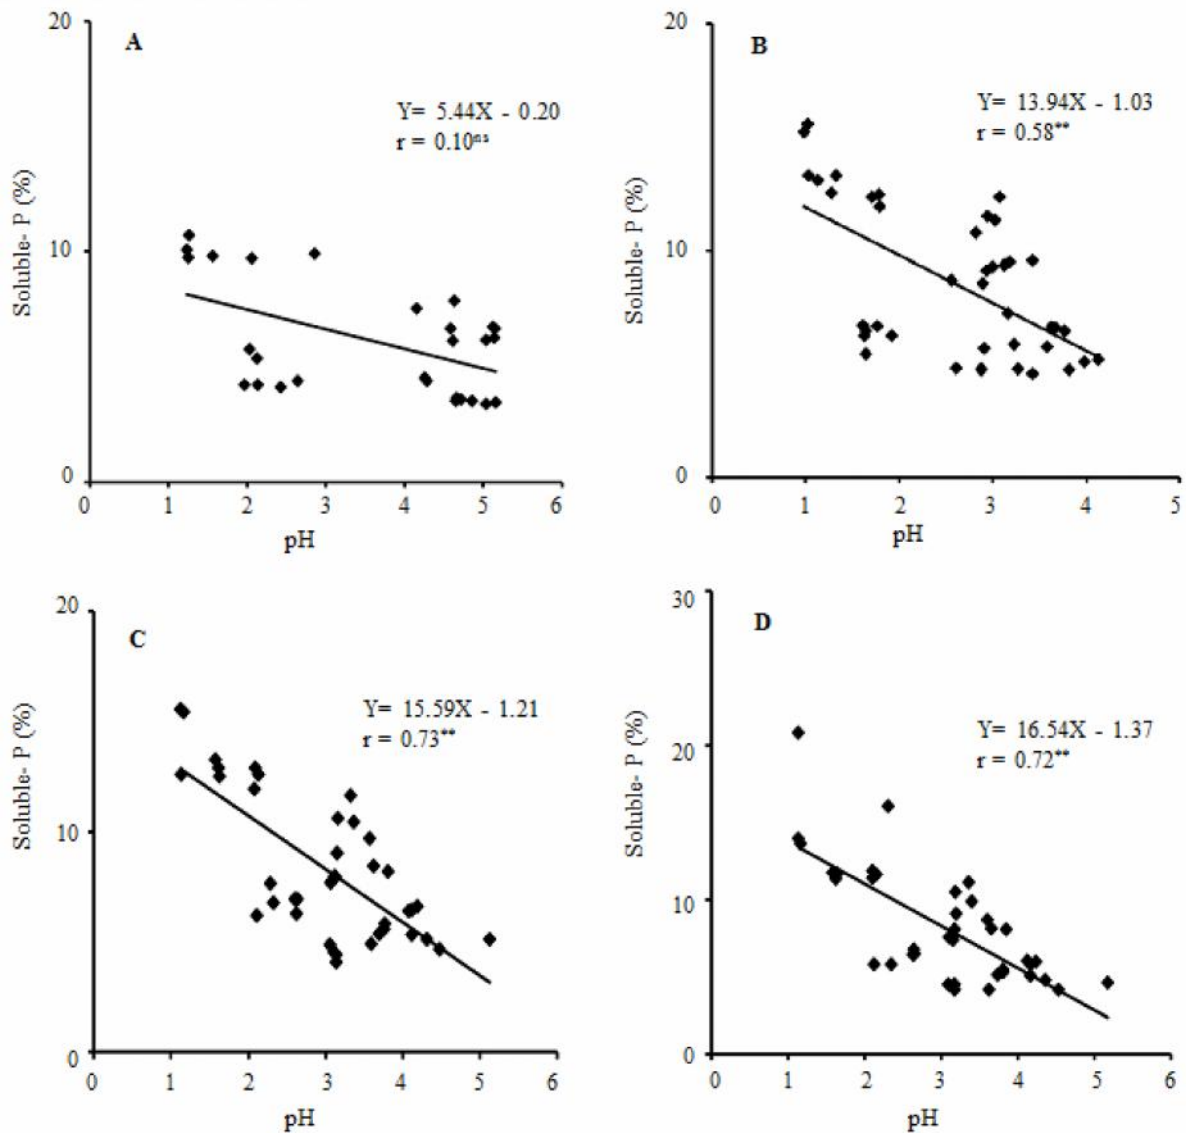 20
A
Y= 5.44X - 0.20
r = 0.10ⁿˢ
Soluble- P (%)
10
0
0 1 2 3 4 5 6
pH
20
B
Y= 13.94X - 1.03
r = 0.58**
Soluble- P (%)
10
0
0 1 2 3 4 5
pH
20
C
Y= 15.59X - 1.21
r = 0.73**
Soluble- P (%)
10
0
0 1 2 3 4 5 6
pH
30
D
Y= 16.54X - 1.37
r = 0.72**
Soluble- P (%)
20
10
0
0 1 2 3 4 5 6
pH